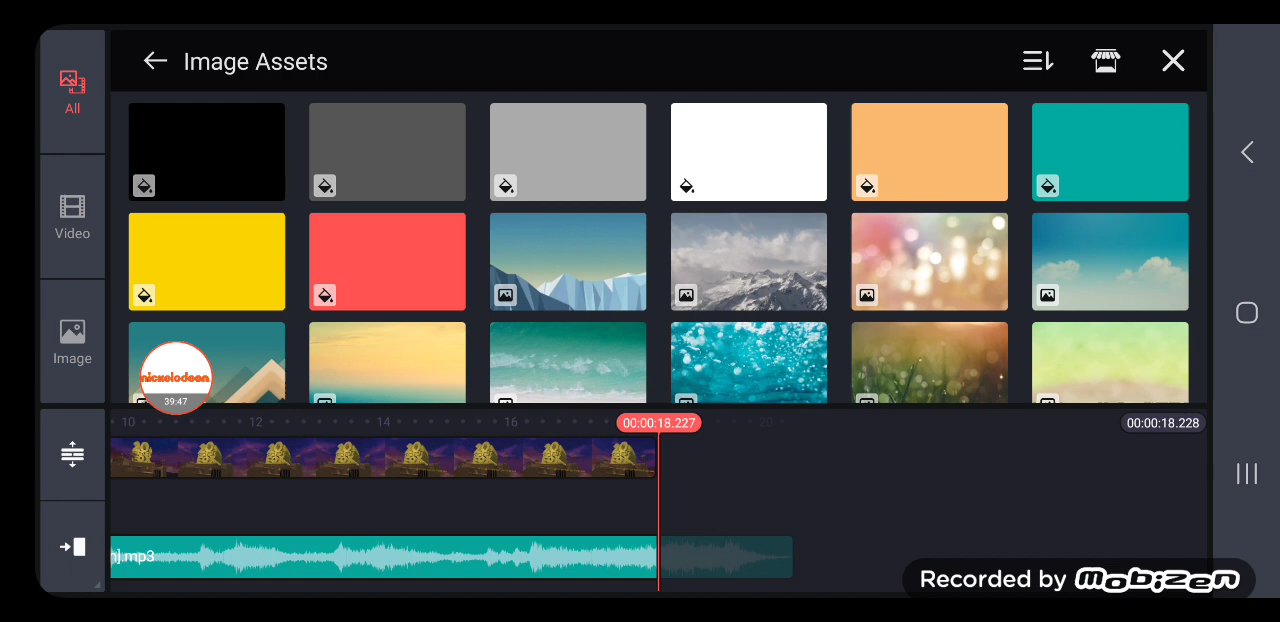 Image Assets
All
Video
Image
nickelodeon
39:47
10
12
14
16
00:00:18.227
20
00:00:18.228
h].mp3
Recorded by mobizen